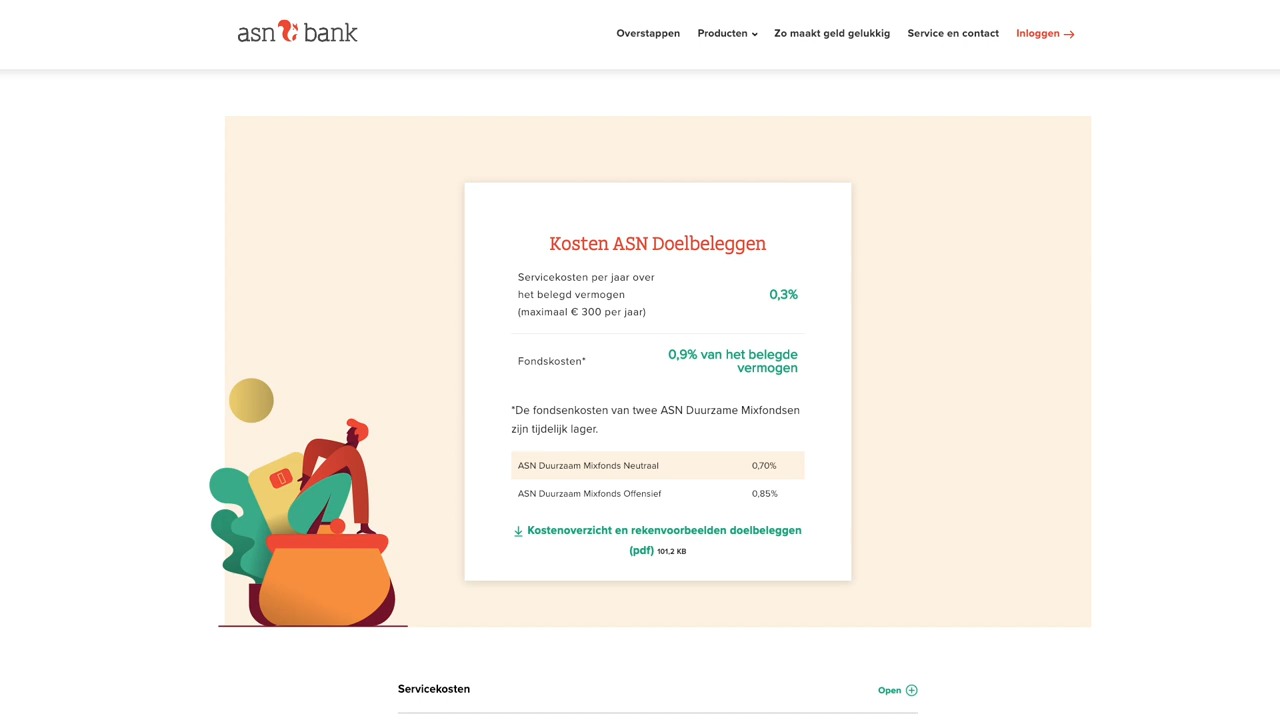 asn bank
Overstappen Producten Zo maakt geld gelukkig Service en contact Inloggen →
Kosten ASN Doelbeleggen
Servicekosten per jaar over
het belegd vermogen
(maximaal € 300 per jaar)
0,3%
Fondskosten*
0,9% van het belegde
vermogen
*De fondsenkosten van twee ASN Duurzame Mixfondsen
zijn tijdelijk lager.
ASN Duurzaam Mixfonds Neutraal 0,70%
ASN Duurzaam Mixfonds Offensief 0,85%
Kostenoverzicht en rekenvoorbeelden doelbeleggen
(pdf) 101,2 KB
Servicekosten Open